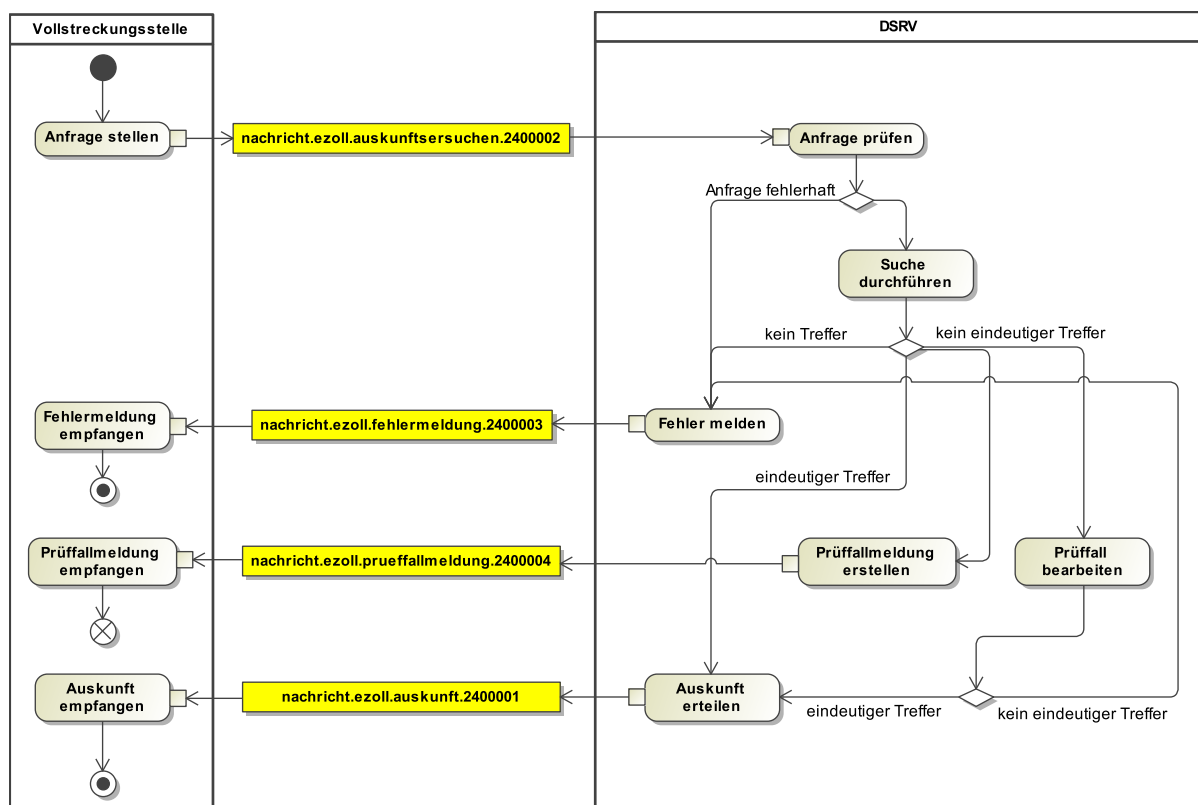 Vollstreckungsstelle
DSRV
Anfrage stellen
nachricht.ezoll.auskunftsersuchen.2400002
Anfrage prüfen
Anfrage fehlerhaft
Suche
durchführen
kein Treffer
kein eindeutiger Treffer
Fehlermeldung
empfangen
nachricht.ezoll.fehlermeldung.2400003
Fehler melden
eindeutiger Treffer
Prüffallmeldung
empfangen
nachricht.ezoll.prueffallmeldung.2400004
Prüffallmeldung
erstellen
Prüffall
bearbeiten
Auskunft
empfangen
nachricht.ezoll.auskunft.2400001
Auskunft
erteilen
eindeutiger Treffer
kein eindeutiger Treffer